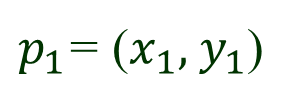 p₁= (x₁, y₁)